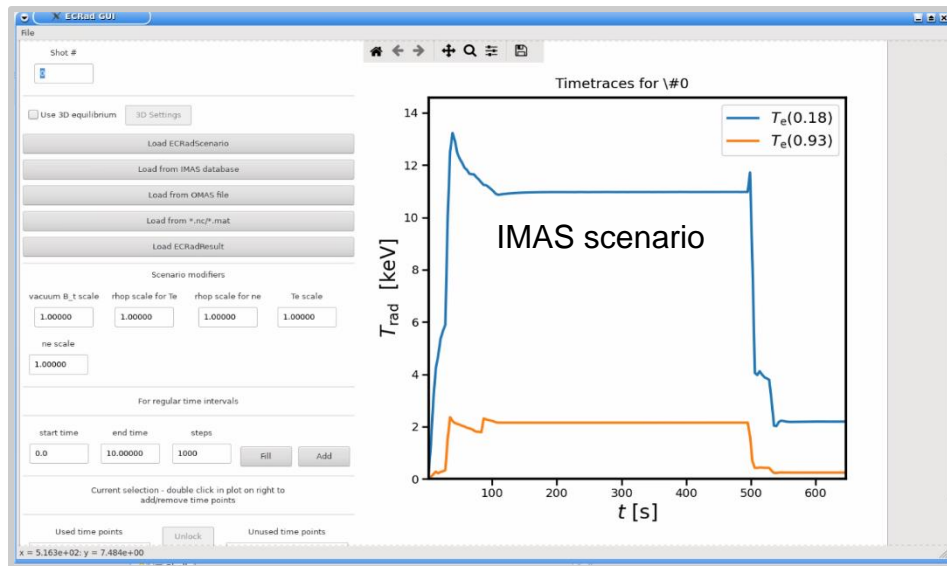 ECRad GUI
File
Shot #
0
Use 3D equilibrium 3D Settings
Load ECRadScenario
Load from IMAS database
Load from OMAS file
Load from *.nc/*.mat
Load ECRadResult
Scenario modifiers
vacuum B_t scale rhop scale for Te rhop scale for ne Te scale
1.00000 1.00000 1.00000 1.00000
ne scale
1.00000
For regular time intervals
start time end time steps
0.0 10.00000 1000 Fill Add
Current selection - double click in plot on right to
add/remove time points
Used time points Unlock Unused time points
x = 5.163e+02: y = 7.484e+00
Timetraces for \#0
14
12
10
8
6
4
2
0
T_rad [keV]
T_e(0.18)
T_e(0.93)
IMAS scenario
100 200 300 400 500 600
t [s]